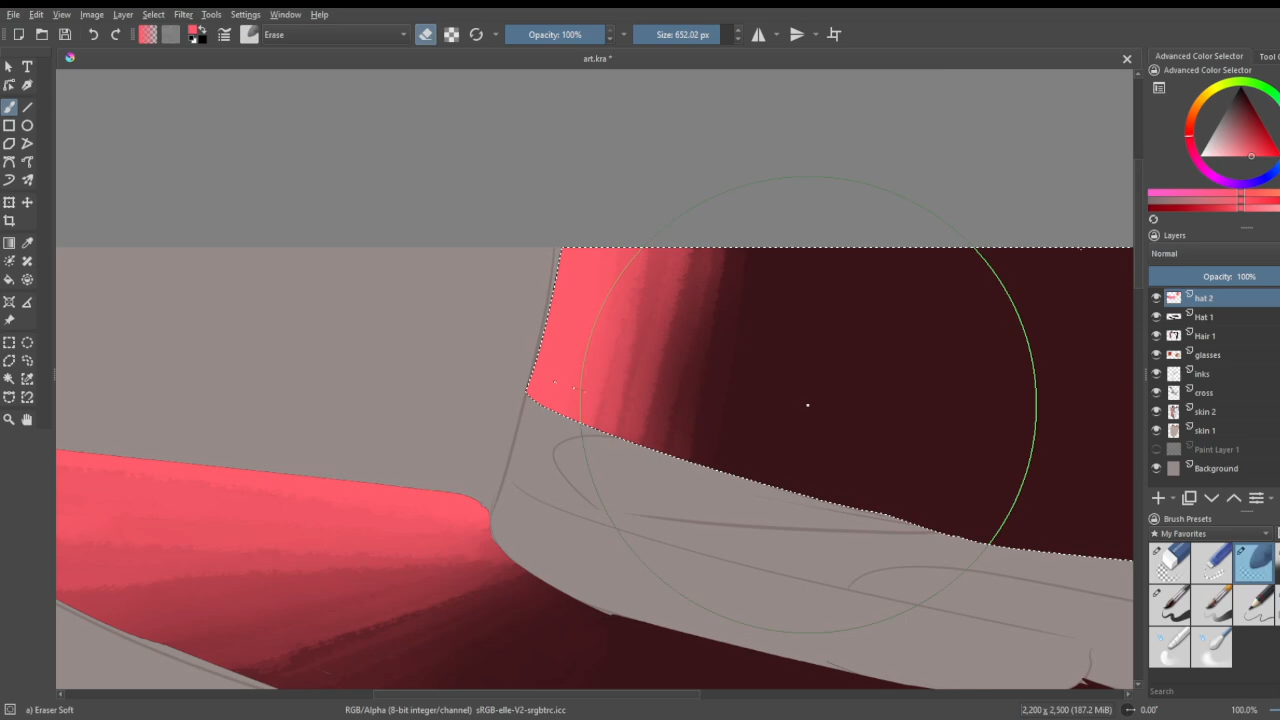 File Edit View Image Layer Select Filter Tools Settings Window Help
Erase Opacity: 100% Size: 652.02 px
art.kra *
Advanced Color Selector Tool
Advanced Color Selector
Layers
Normal
Opacity: 100%
hat 2
Hat 1
Hair 1
glasses
inks
cross
skin 2
skin 1
Paint Layer 1
Background
Brush Presets
★ My Favorites
Search
a) Eraser Soft RGB/Alpha (8-bit integer/channel) sRGB-elle-V2-srgbtrc.icc 2,200 x 2,500 (187.2 MiB) 0.00° 100.0%